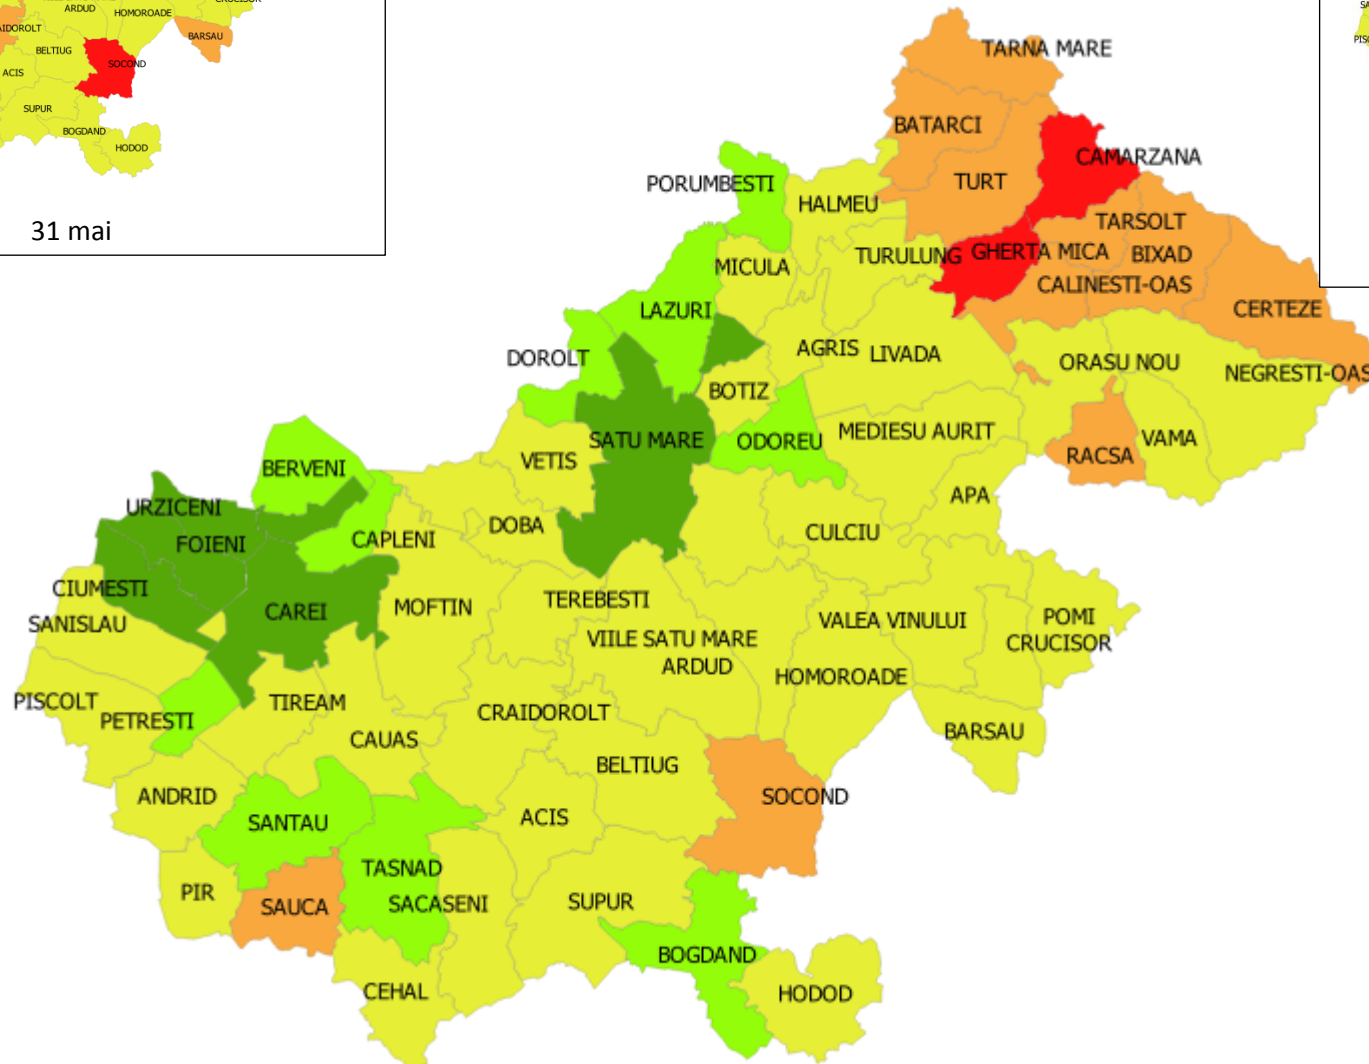 ARDUD
HOMOROADE
BARSAU
BELTIUG
SOCOND
ACIS
SUPUR
BOGDAND
HODOD
31 mai
TARNA MARE
BATARCI
CAMARZANA
PORUMBESTI
TURT
HALMEU
TARSOLT
TURULUNG
GHERTA MICA
BIXAD
MICULA
CALINESTI-OAS
LAZURI
CERTEZE
DOROLT
AGRIS
LIVADA
ORASU NOU
NEGRESTI-OAS
BOTIZ
SATU MARE
ODOREU
MEDIESU AURIT
VAMA
RACSA
VETIS
BERVENI
APA
URZICENI
DOBA
CULCIU
FOIENI
CAPLENI
CIUMESTI
CAREI
MOFTIN
TEREBESTI
SANISLAU
VALEA VINULUI
POMI
VIILE SATU MARE
CRUCISOR
ARDUD
HOMOROADE
PISCOLT
TIREAM
PETRESTI
CRAIDOROLT
BARSAU
CAUAS
BELTIUG
ANDRID
SOCOND
SANTAU
ACIS
TASNAD
PIR
SAUCA
SACASENI
SUPUR
BOGDAND
CEHAL
HODOD